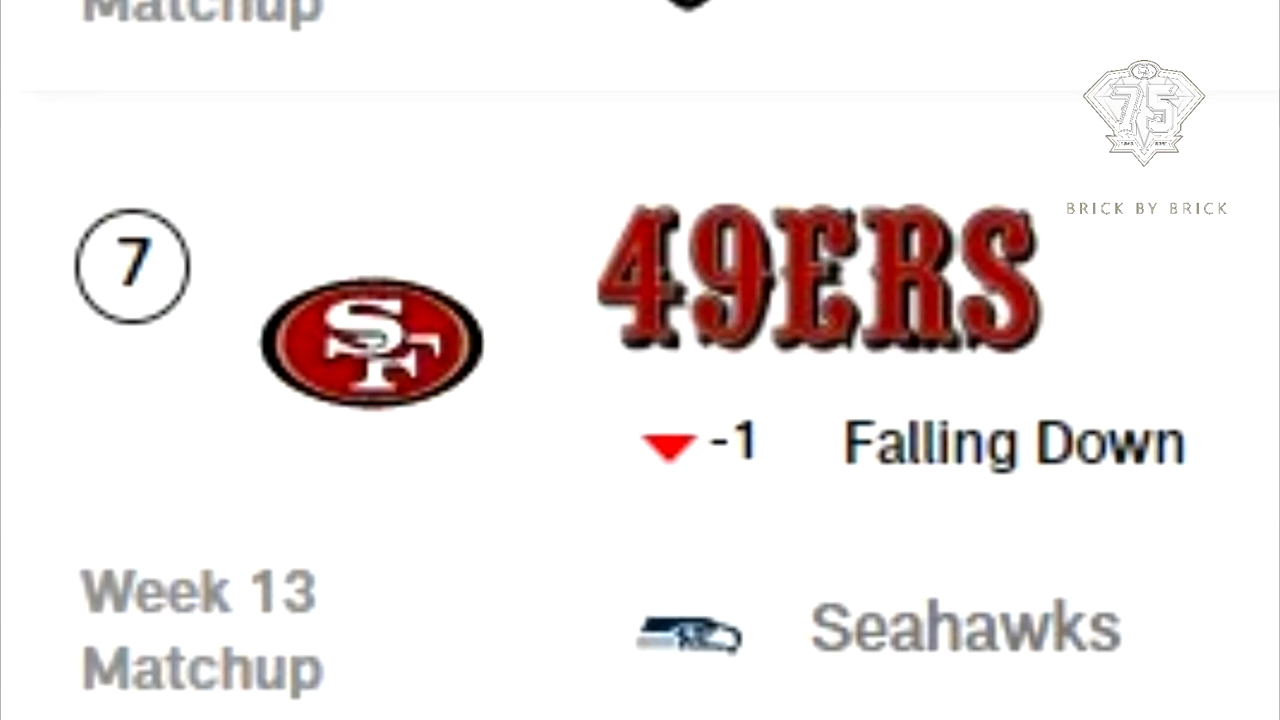 Matchup
75
BRICK BY BRICK
7
SF
49ERS
-1 Falling Down
Week 13
Matchup
Seahawks